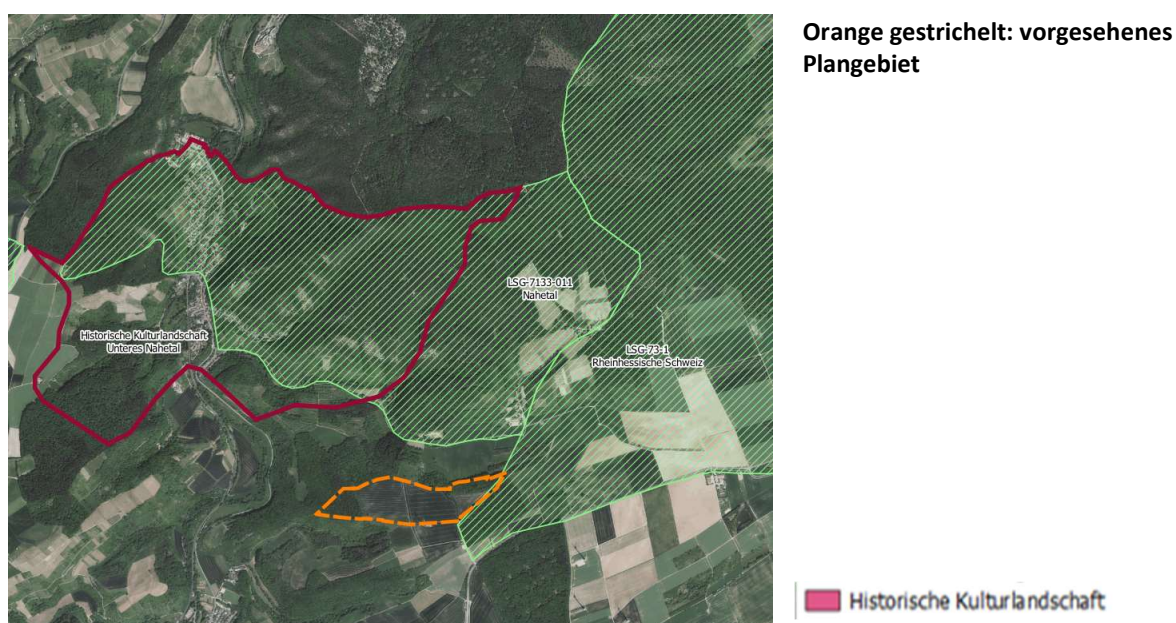 Orange gestrichelt: vorgesehenes
Plangebiet
LSG-7133-011
Nahetal
Historische Kulturlandschaft
Unteres Nahetal
LSG-73-1
Rheinhessische Schweiz
Historische Kulturlandschaft